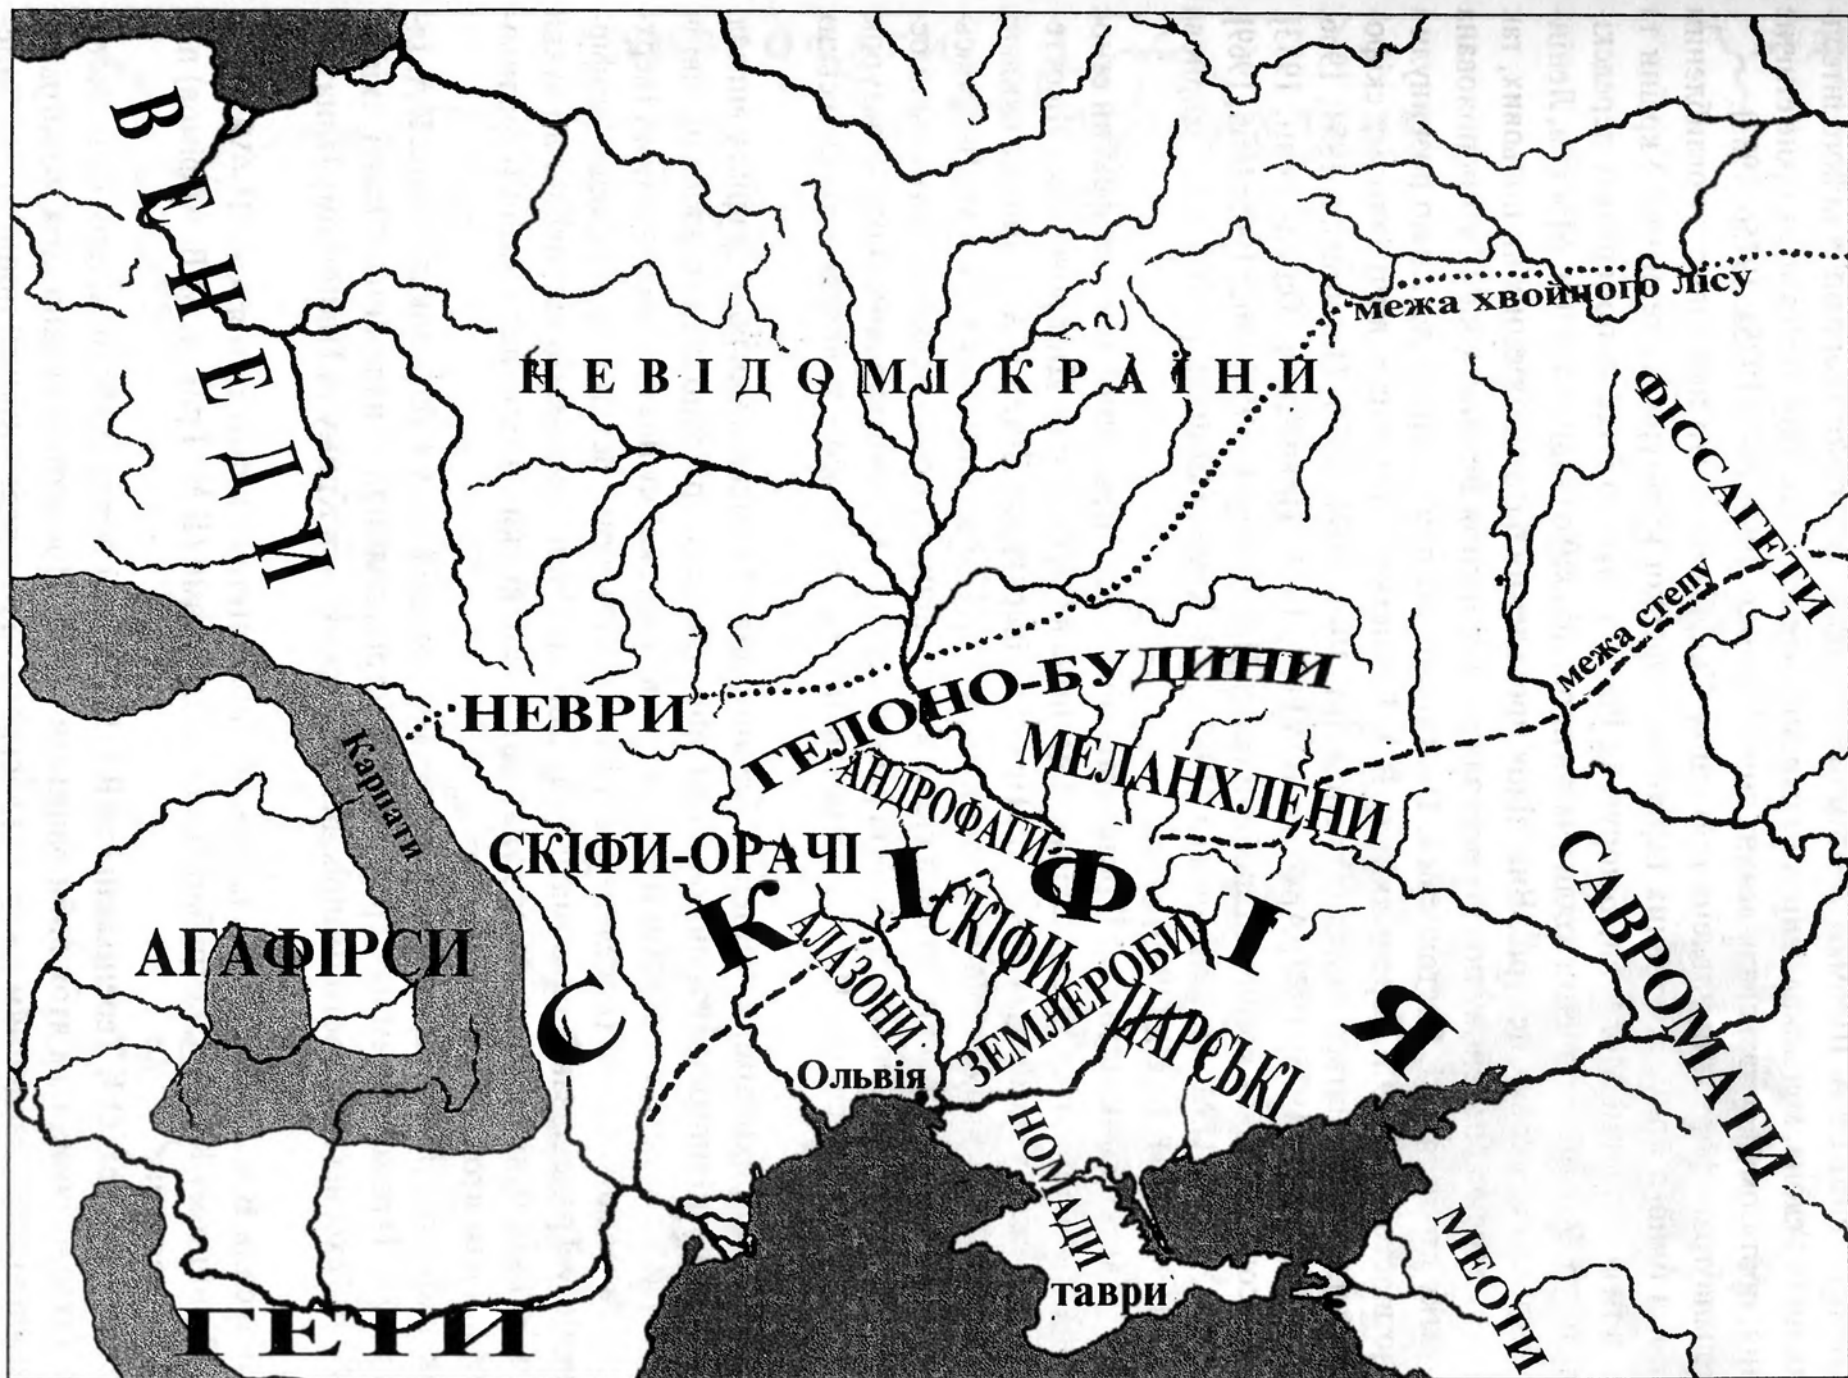 ВЕНЕДИ
межа хвойного лісу
НЕВІДОМІ КРАЇНИ
ФІССАГЕТИ
межа степу
НЕВРИ
ГЕЛОНО-БУДИНИ
МЕЛАНХЛЕНИ
АНДРОФАГИ
Карпати
СКІФИ-ОРАЧІ
СКІФІЯ
САВРОМАТИ
АГАФІРСИ
АЛАЗОНИ
СКІФИ
ЗЕМЛЕРОБИ
ЦАРСЬКІ
Ольвія
НОМАДИ
таври
МЕОТИ
ГЕТИ